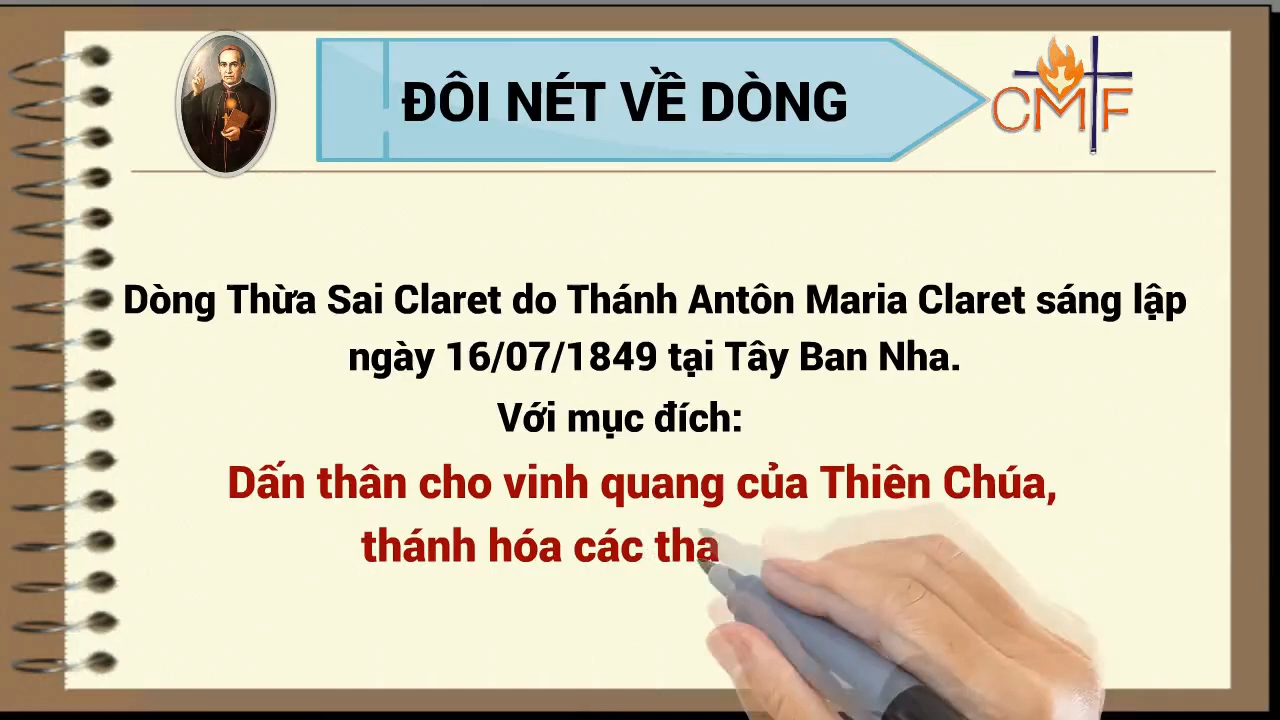 ĐÔI NÉT VỀ DÒNG
CMF
Dòng Thừa Sai Claret do Thánh Antôn Maria Claret sáng lập
ngày 16/07/1849 tại Tây Ban Nha.
Với mục đích:
Dấn thân cho vinh quang của Thiên Chúa,
thánh hóa các tha